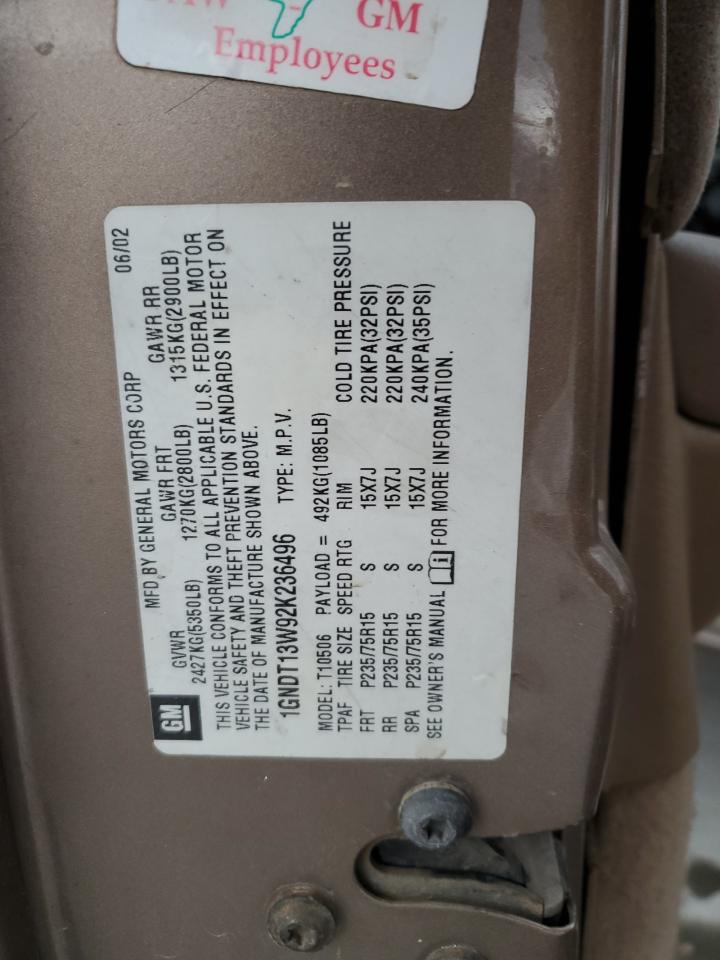 GM
Employees
GM
MFD BY GENERAL MOTORS CORP 06/02
GVWR GAWR FRT GAWR RR
2427KG(5350LB) 1270KG(2800LB) 1315KG(2900LB)
THIS VEHICLE CONFORMS TO ALL APPLICABLE U.S. FEDERAL MOTOR
VEHICLE SAFETY AND THEFT PREVENTION STANDARDS IN EFFECT ON
THE DATE OF MANUFACTURE SHOWN ABOVE.
1GNDT13W92K236496 TYPE: M.P.V.
MODEL: T10506 PAYLOAD = 492KG(1085LB)
TPAF TIRE SIZE SPEED RTG RIM COLD TIRE PRESSURE
FRT P235/75R15 S 15X7J 220KPA(32PSI)
RR P235/75R15 S 15X7J 220KPA(32PSI)
SPA P235/75R15 S 15X7J 240KPA(35PSI)
SEE OWNER'S MANUAL FOR MORE INFORMATION.